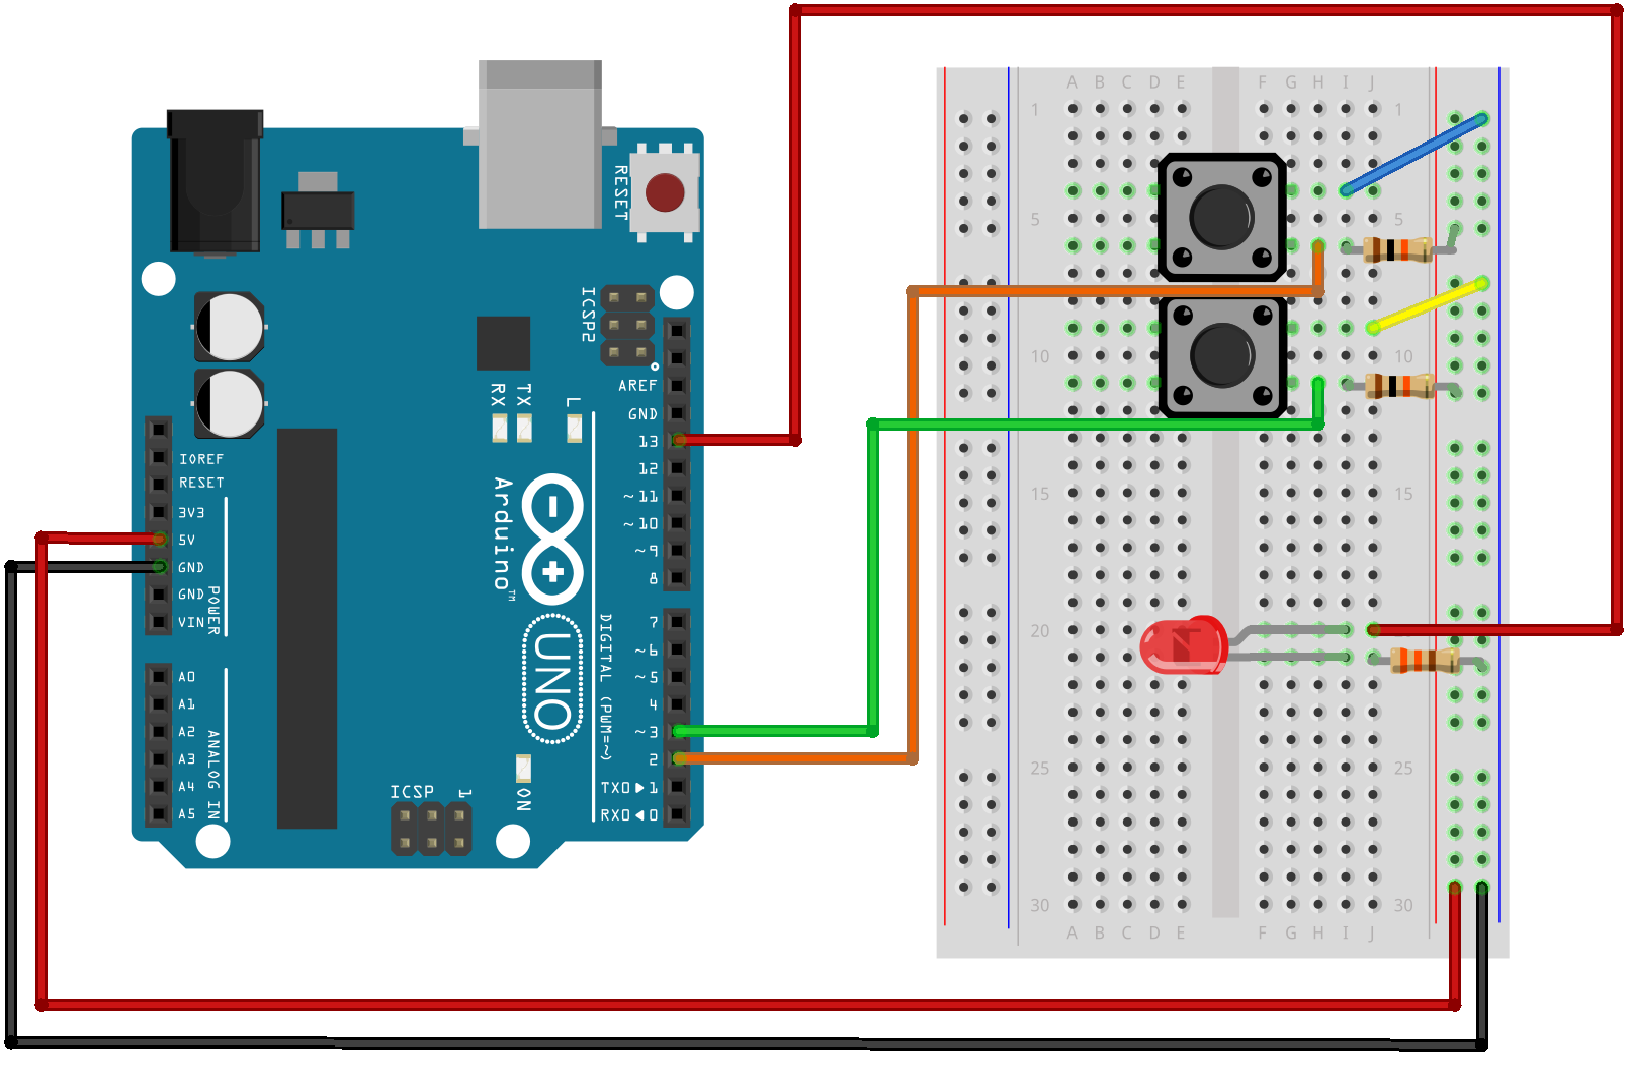 RESET
ICSP2
AREF
GND
13
12
~11
~10
~9
8
7
~6
~5
4
~3
2
TX0▶1
RX0◀0
RX
TX
L
IOREF
RESET
3V3
5V
GND
GND
VIN
POWER
A0
A1
A2
A3
A4
A5
ANALOG IN
Arduino™
UNO
DIGITAL (PWM=~)
ICSP
1
ON
A B C D E F G H I J
1 1
5 5
10 10
15 15
20
25 25
30 30
A B C D E F G H I J